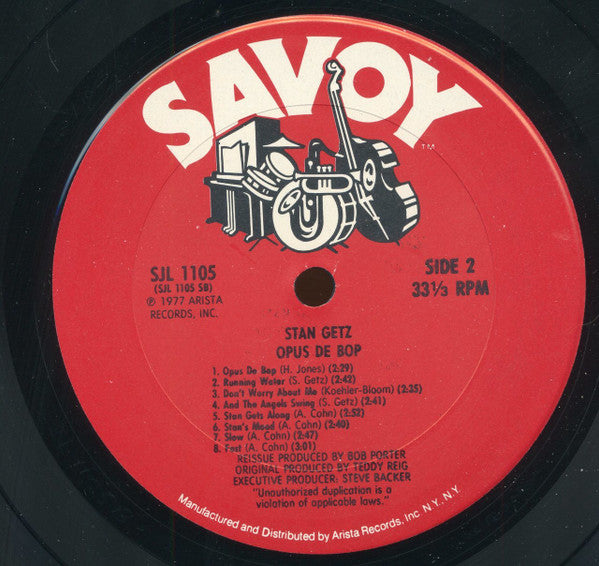 SAVOY
TM
SJL 1105
(SJL 1105 SB)
℗ 1977 ARISTA
RECORDS, INC.
SIDE 2
33⅓ RPM
STAN GETZ
OPUS DE BOP
1. Opus De Bop (H. Jones) (2:29)
2. Running Water (S. Getz) (2:42)
3. Don't Worry About Me (Koehler-Bloom) (2:35)
4. And The Angels Swing (S. Getz) (2:41)
5. Stan Gets Along (A. Cohn) (2:52)
6. Stan's Mood (A. Cohn) (2:40)
7. Slow (A. Cohn) (2:47)
8. Fast (A. Cohn) (3:01)
REISSUE PRODUCED BY BOB PORTER
ORIGINAL PRODUCED BY TEDDY REIG
EXECUTIVE PRODUCER: STEVE BACKER
"Unauthorized duplication is a
violation of applicable laws."
Manufactured and Distributed by Arista Records, Inc N.Y., N.Y.